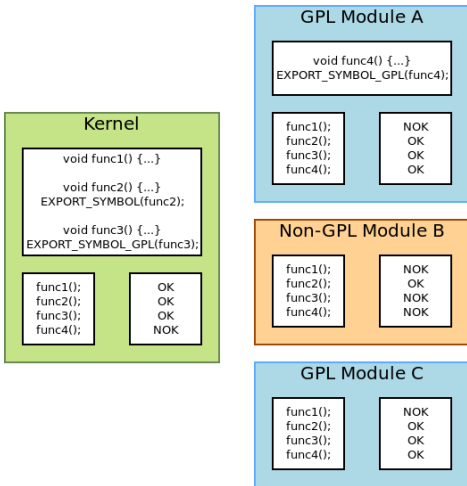 Kernel
void func1() {...}
void func2() {...}
EXPORT_SYMBOL(func2);
void func3() {...}
EXPORT_SYMBOL_GPL(func3);
func1();
func2();
func3();
func4();
OK
OK
OK
NOK
GPL Module A
void func4() {...}
EXPORT_SYMBOL_GPL(func4);
func1();
func2();
func3();
func4();
NOK
OK
OK
OK
Non-GPL Module B
func1();
func2();
func3();
func4();
NOK
OK
NOK
NOK
GPL Module C
func1();
func2();
func3();
func4();
NOK
OK
OK
OK